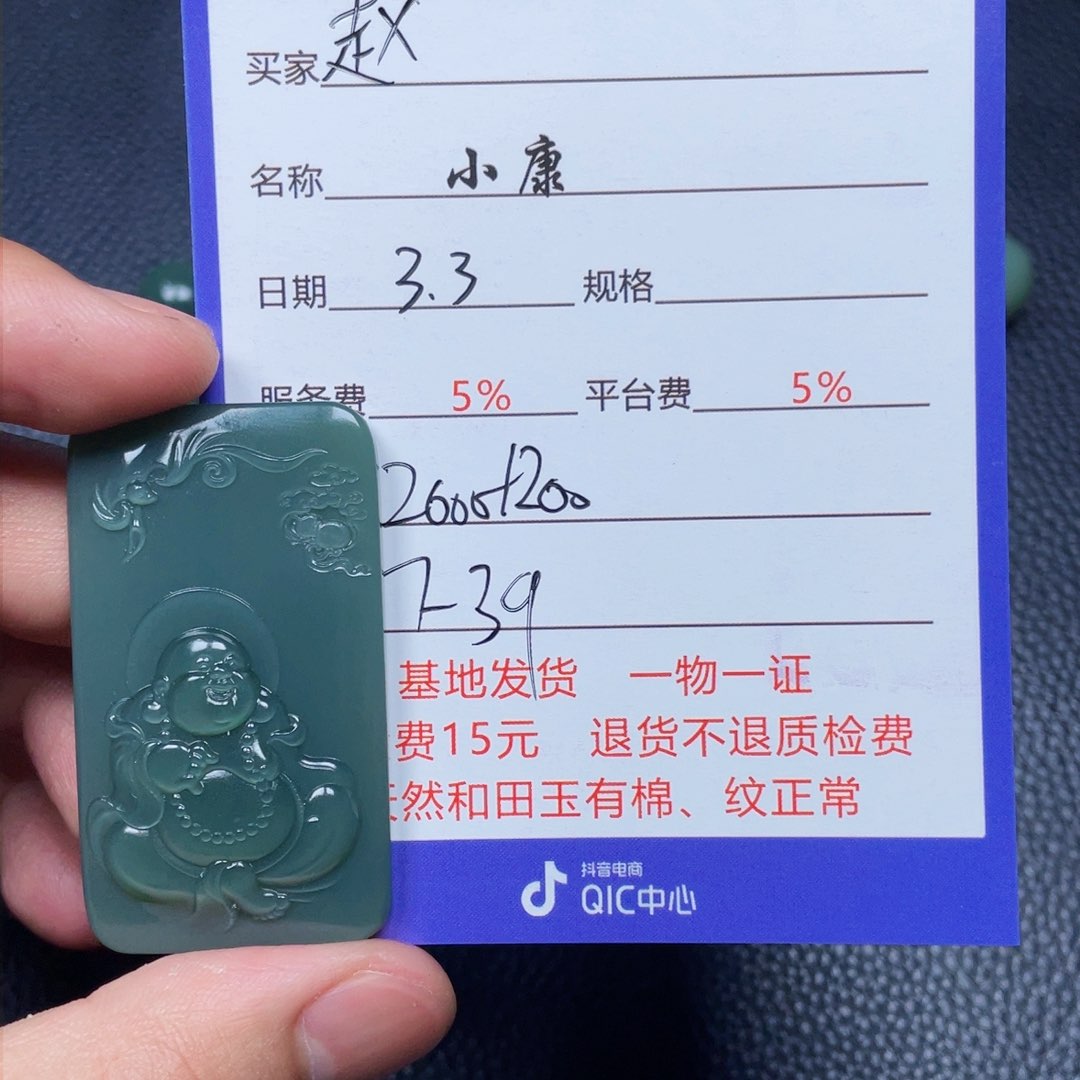 买家 赵X
名称 小康
日期 3.3 规格
服务费 5% 平台费 5%
2000+200
T-39
基地发货 一物一证
费15元 退货不退质检费
天然和田玉有棉、纹正常
抖音电商
QIC中心